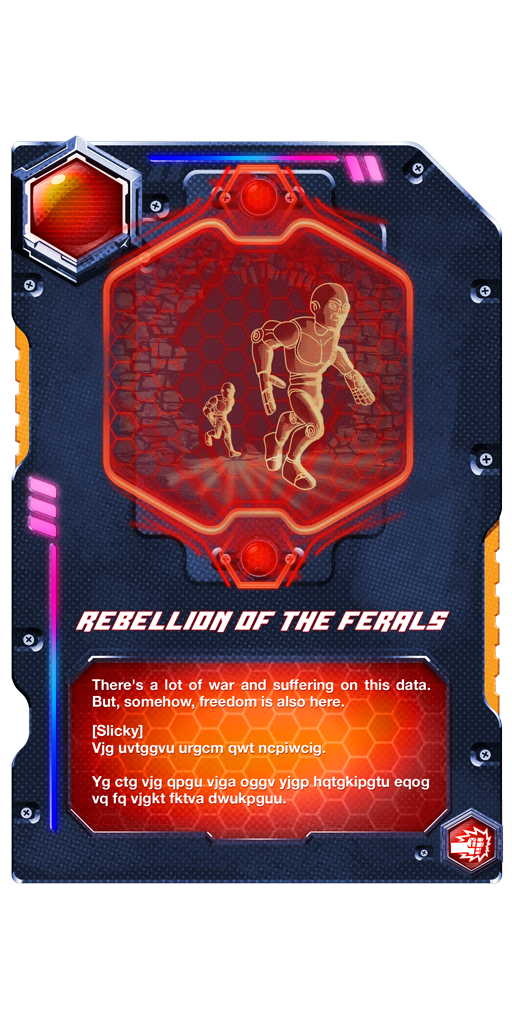 REBELLION OF THE FERALS
There's a lot of war and suffering on this data.
But, somehow, freedom is also here.
[Slicky]
Vjg uvtggvu urgcm qwt ncpiwcig.
Yg ctg vjg qpgu vjga oggv yjgp hqtgkipgtu eqog
vq fq vjgkt fktva dwukpguu.